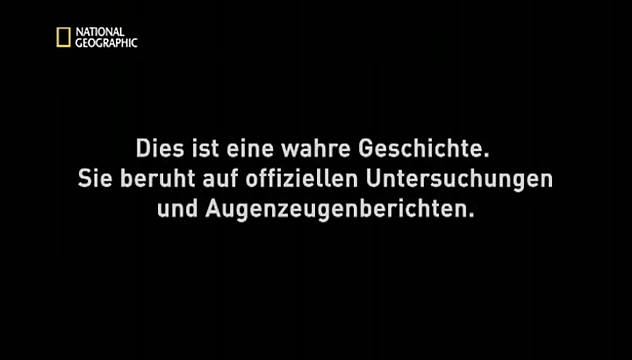 NATIONAL
GEOGRAPHIC
Dies ist eine wahre Geschichte.
Sie beruht auf offiziellen Untersuchungen
und Augenzeugenberichten.